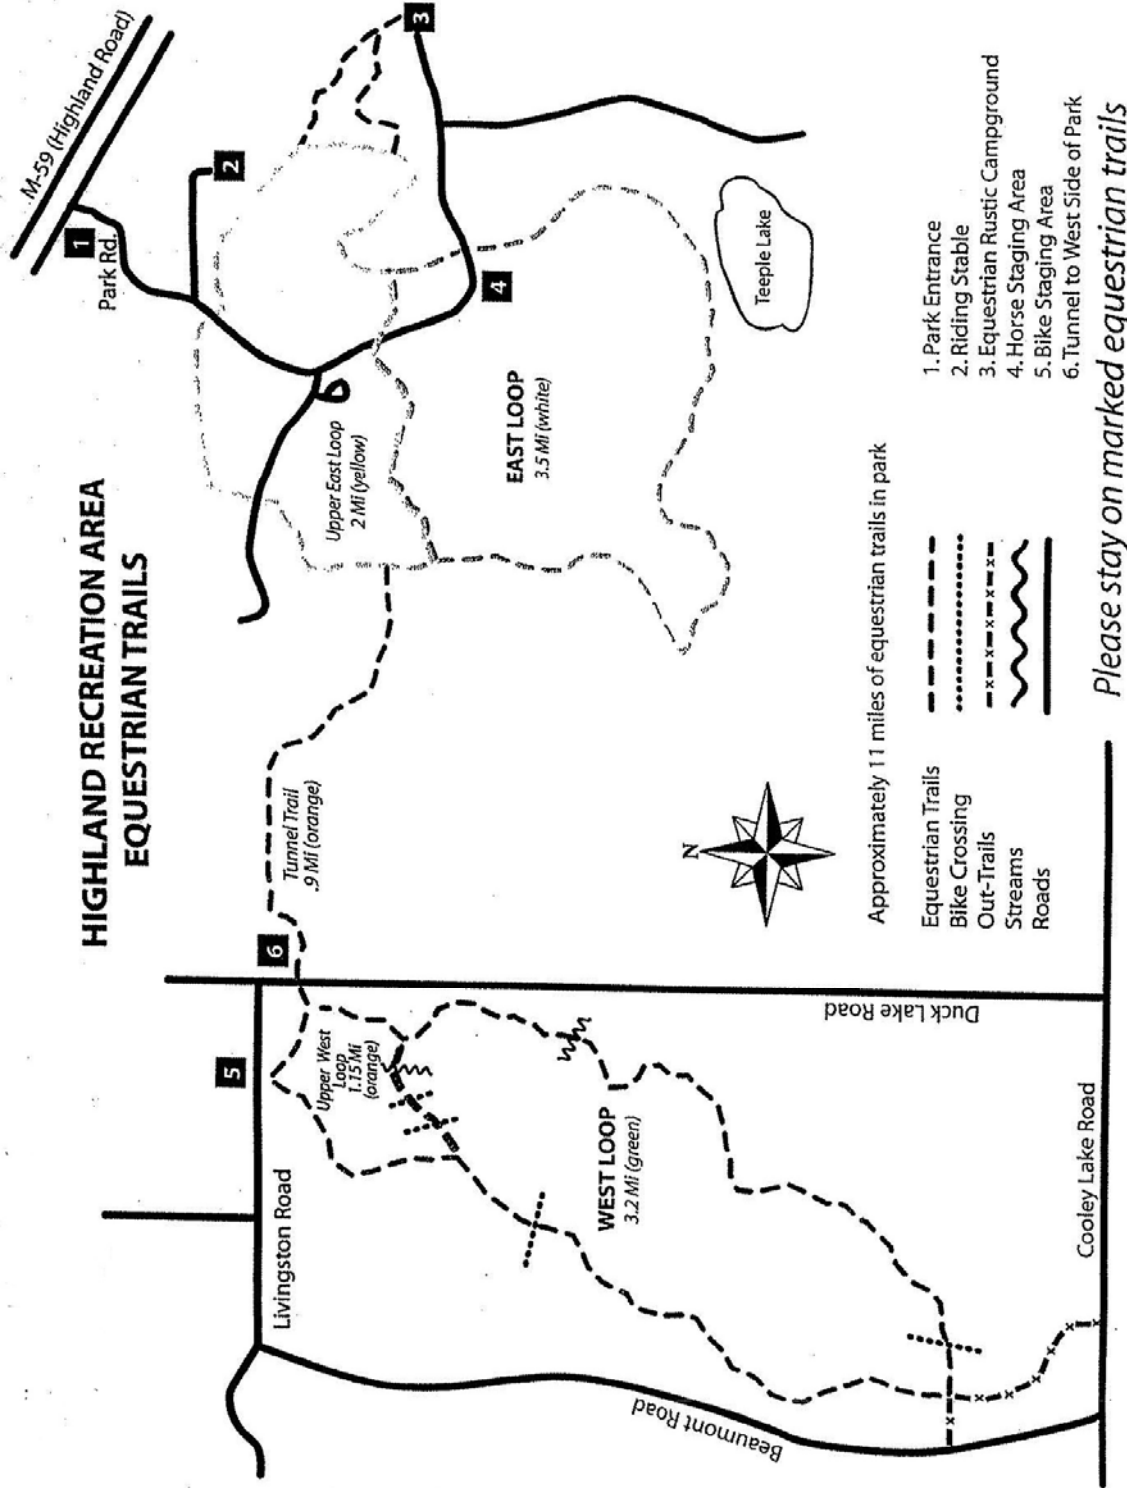 HIGHLAND RECREATION AREA
EQUESTRIAN TRAILS
M-59 (Highland Road)
1
Park Rd.
2
3
4
Upper East Loop
2 Mi (yellow)
EAST LOOP
3.5 Mi (white)
Teeple Lake
Tunnel Trail
.9 Mi (orange)
6
5
Livingston Road
Upper West
Loop
1.15 Mi
(orange)
WEST LOOP
3.2 Mi (green)
Duck Lake Road
Beaumont Road
Cooley Lake Road
N
Approximately 11 miles of equestrian trails in park
Equestrian Trails
Bike Crossing
Out-Trails
Streams
Roads
1. Park Entrance
2. Riding Stable
3. Equestrian Rustic Campground
4. Horse Staging Area
5. Bike Staging Area
6. Tunnel to West Side of Park
Please stay on marked equestrian trails